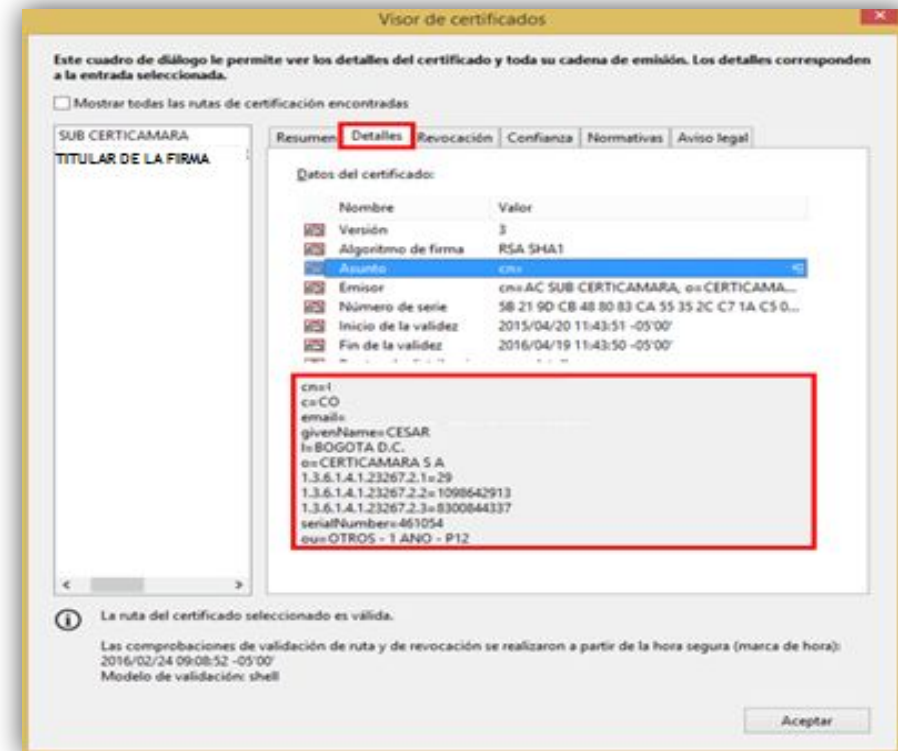 Visor de certificados
Este cuadro de diálogo le permite ver los detalles del certificado y toda su cadena de emisión. Los detalles corresponden
a la entrada seleccionada.
Mostrar todas las rutas de certificación encontradas
SUB CERTICAMARA
TITULAR DE LA FIRMA
Resumen Detalles Revocación Confianza Normativas Aviso legal
Datos del certificado:
Nombre Valor
Versión 3
Algoritmo de firma RSA SHA1
Asunto cn=
Emisor cn=AC SUB CERTICAMARA, o=CERTICAMA...
Número de serie 5B 21 9D CB 48 80 83 CA 55 35 2C C7 1A C5 0...
Inicio de la validez 2015/04/20 11:43:51 -05'00'
Fin de la validez 2016/04/19 11:43:50 -05'00'
cn=
c=CO
email=
givenName=CESAR
l=BOGOTA D.C.
o=CERTICAMARA S A
1.3.6.1.4.1.23267.2.1=29
1.3.6.1.4.1.23267.2.2=1098642913
1.3.6.1.4.1.23267.2.3=8300844337
serialNumber=461054
ou=OTROS - 1 ANO - P12
La ruta del certificado seleccionado es válida.
Las comprobaciones de validación de ruta y de revocación se realizaron a partir de la hora segura (marca de hora):
2016/02/24 09:08:52 -05'00'
Modelo de validación: shell
Aceptar